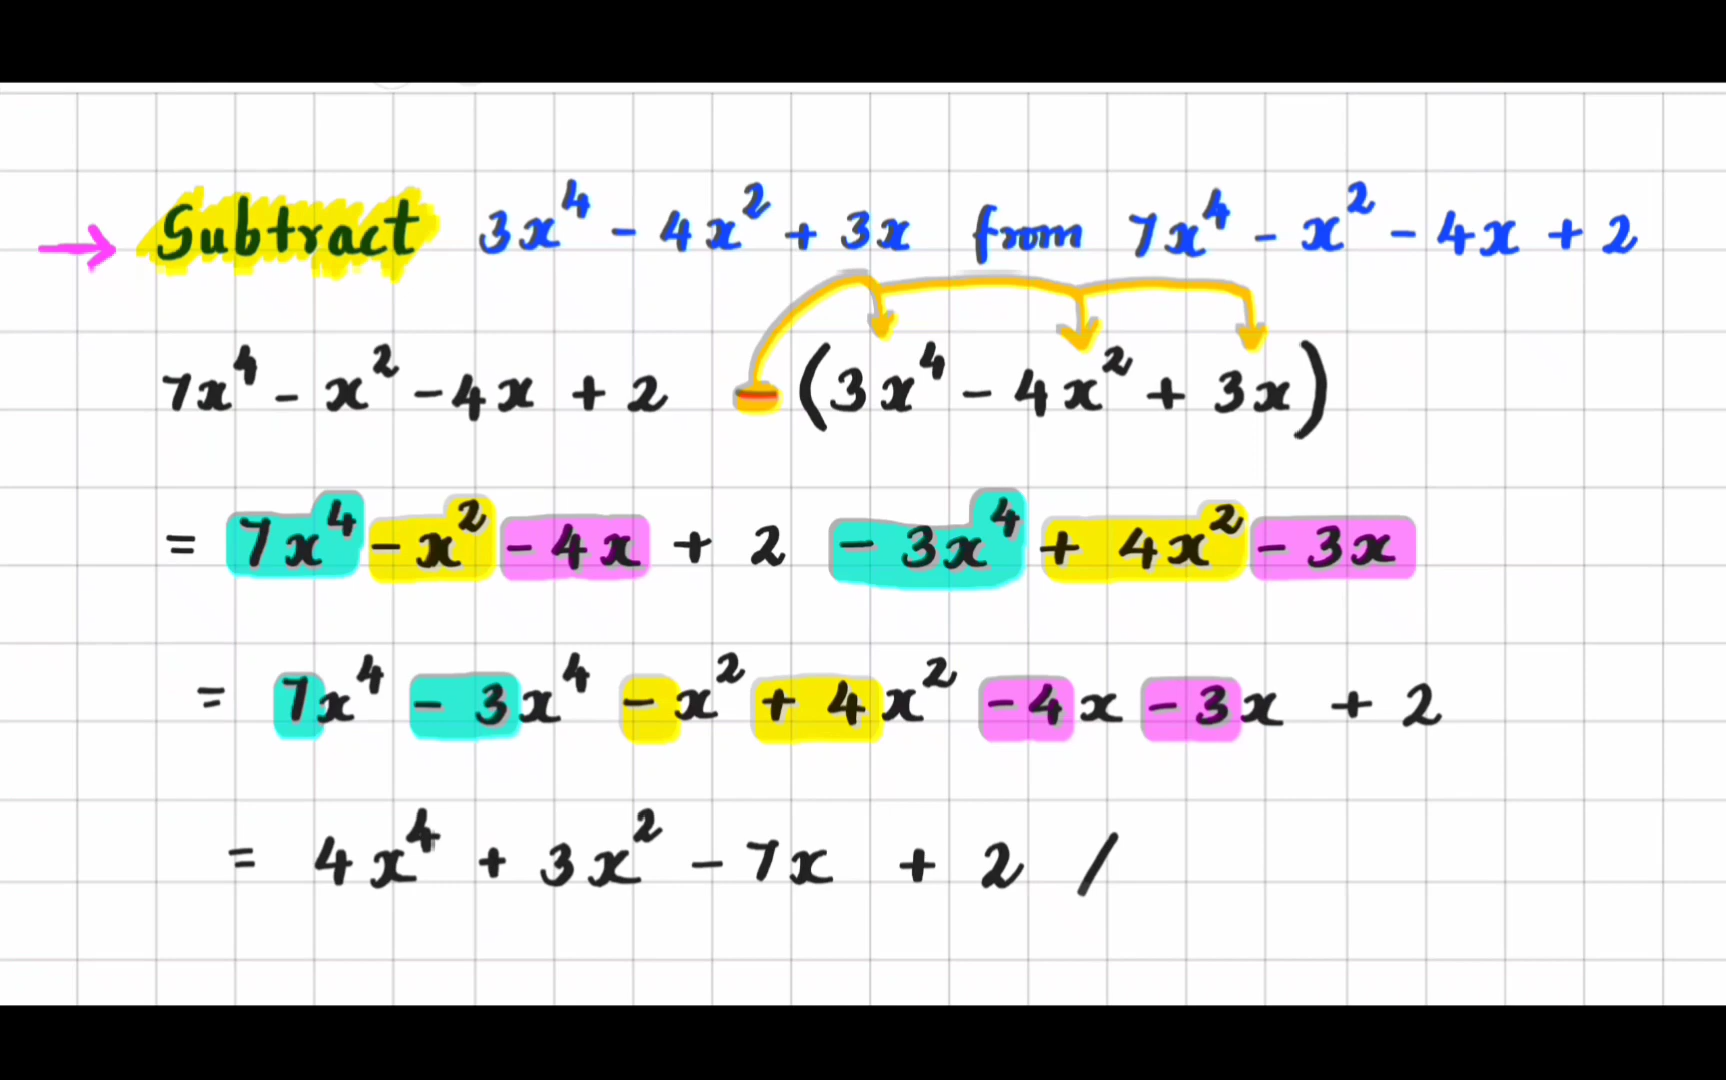 → Subtract 3x⁴ - 4x² + 3x from 7x⁴ - x² - 4x + 2
7x⁴ - x² - 4x + 2 - (3x⁴ - 4x² + 3x)
= 7x⁴ - x² - 4x + 2 - 3x⁴ + 4x² - 3x
= 7x⁴ - 3x⁴ - x² + 4x² - 4x - 3x + 2
= 4x⁴ + 3x² - 7x + 2 /